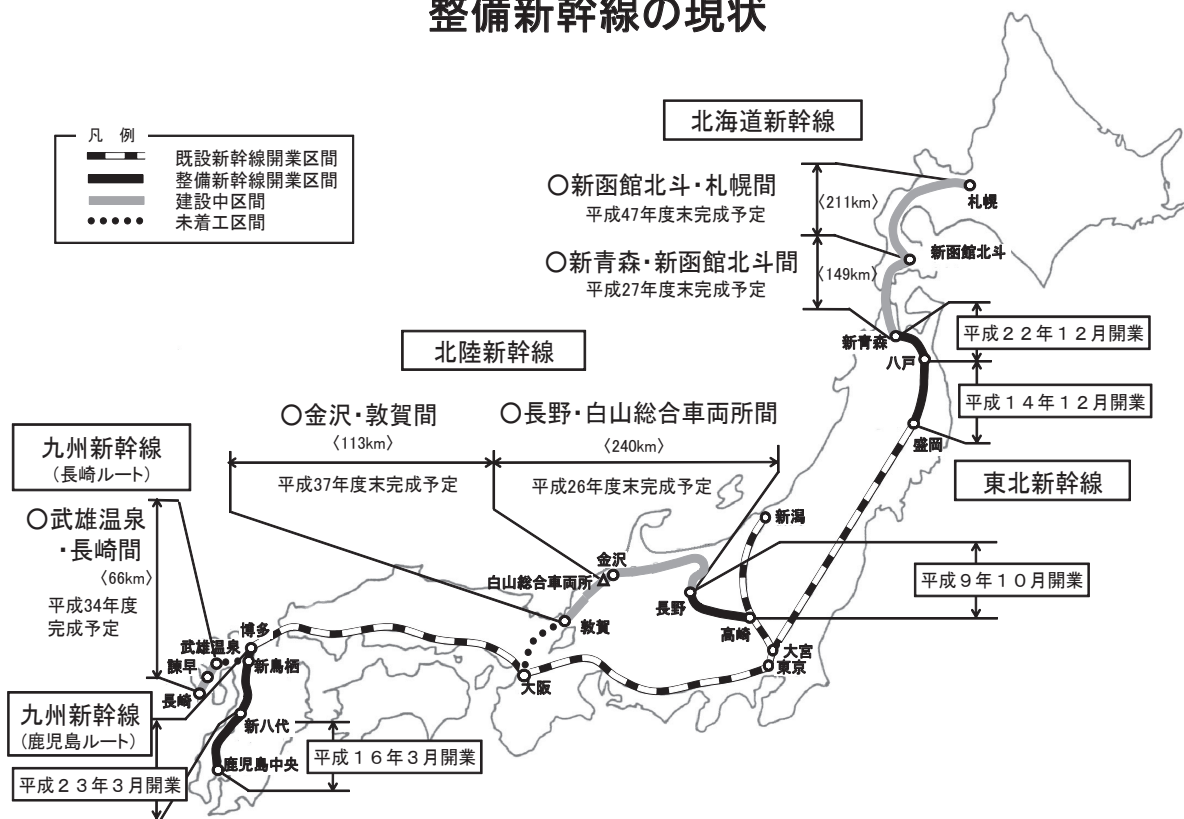 整備新幹線の現状
凡 例
既設新幹線開業区間
整備新幹線開業区間
建設中区間
未着工区間
北海道新幹線
○新函館北斗・札幌間
平成47年度末完成予定
〈211km〉
札幌
○新青森・新函館北斗間
平成27年度末完成予定
〈149km〉
新函館北斗
新青森
八戸
平成22年12月開業
平成14年12月開業
盛岡
東北新幹線
北陸新幹線
○金沢・敦賀間
〈113km〉
平成37年度末完成予定
○長野・白山総合車両所間
〈240km〉
平成26年度末完成予定
新潟
金沢
白山総合車両所
長野
高崎
平成9年10月開業
敦賀
大宮
東京
大阪
九州新幹線
(長崎ルート)
○武雄温泉
・長崎間
〈66km〉
平成34年度
完成予定
博多
武雄温泉
新鳥栖
諫早
長崎
九州新幹線
(鹿児島ルート)
新八代
平成16年3月開業
鹿児島中央
平成23年3月開業